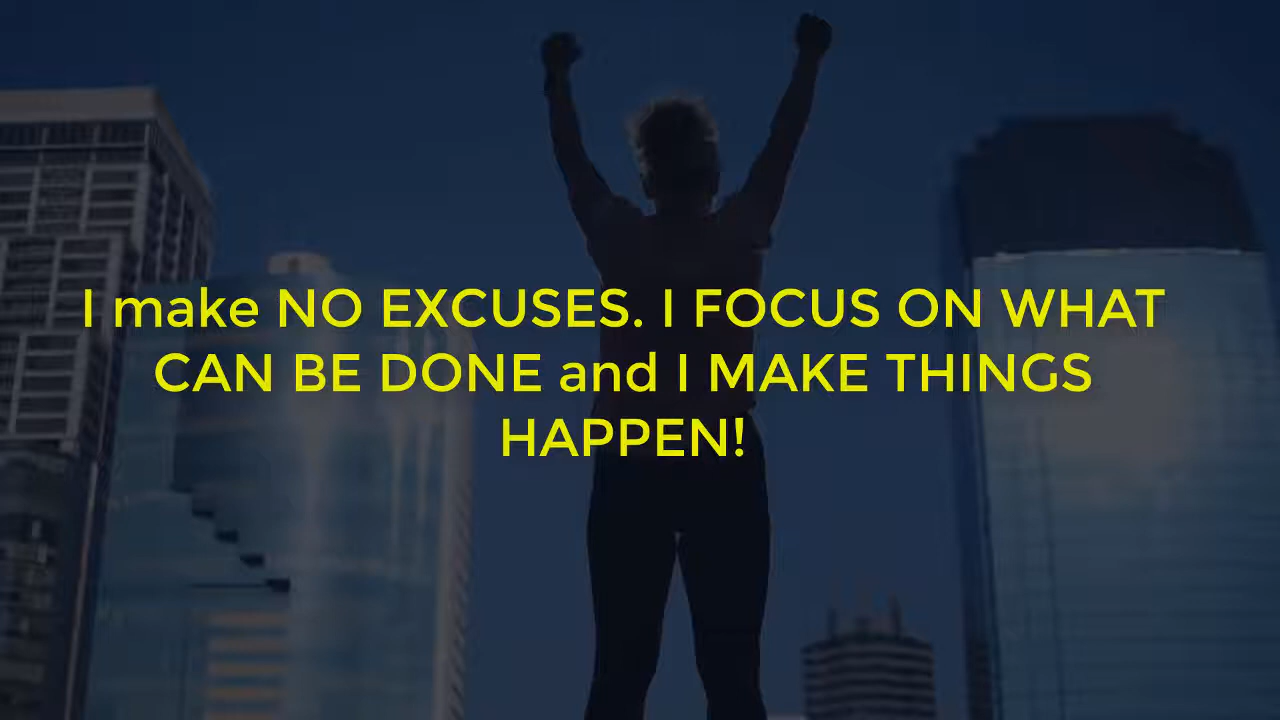 I make NO EXCUSES. I FOCUS ON WHAT
CAN BE DONE and I MAKE THINGS
HAPPEN!